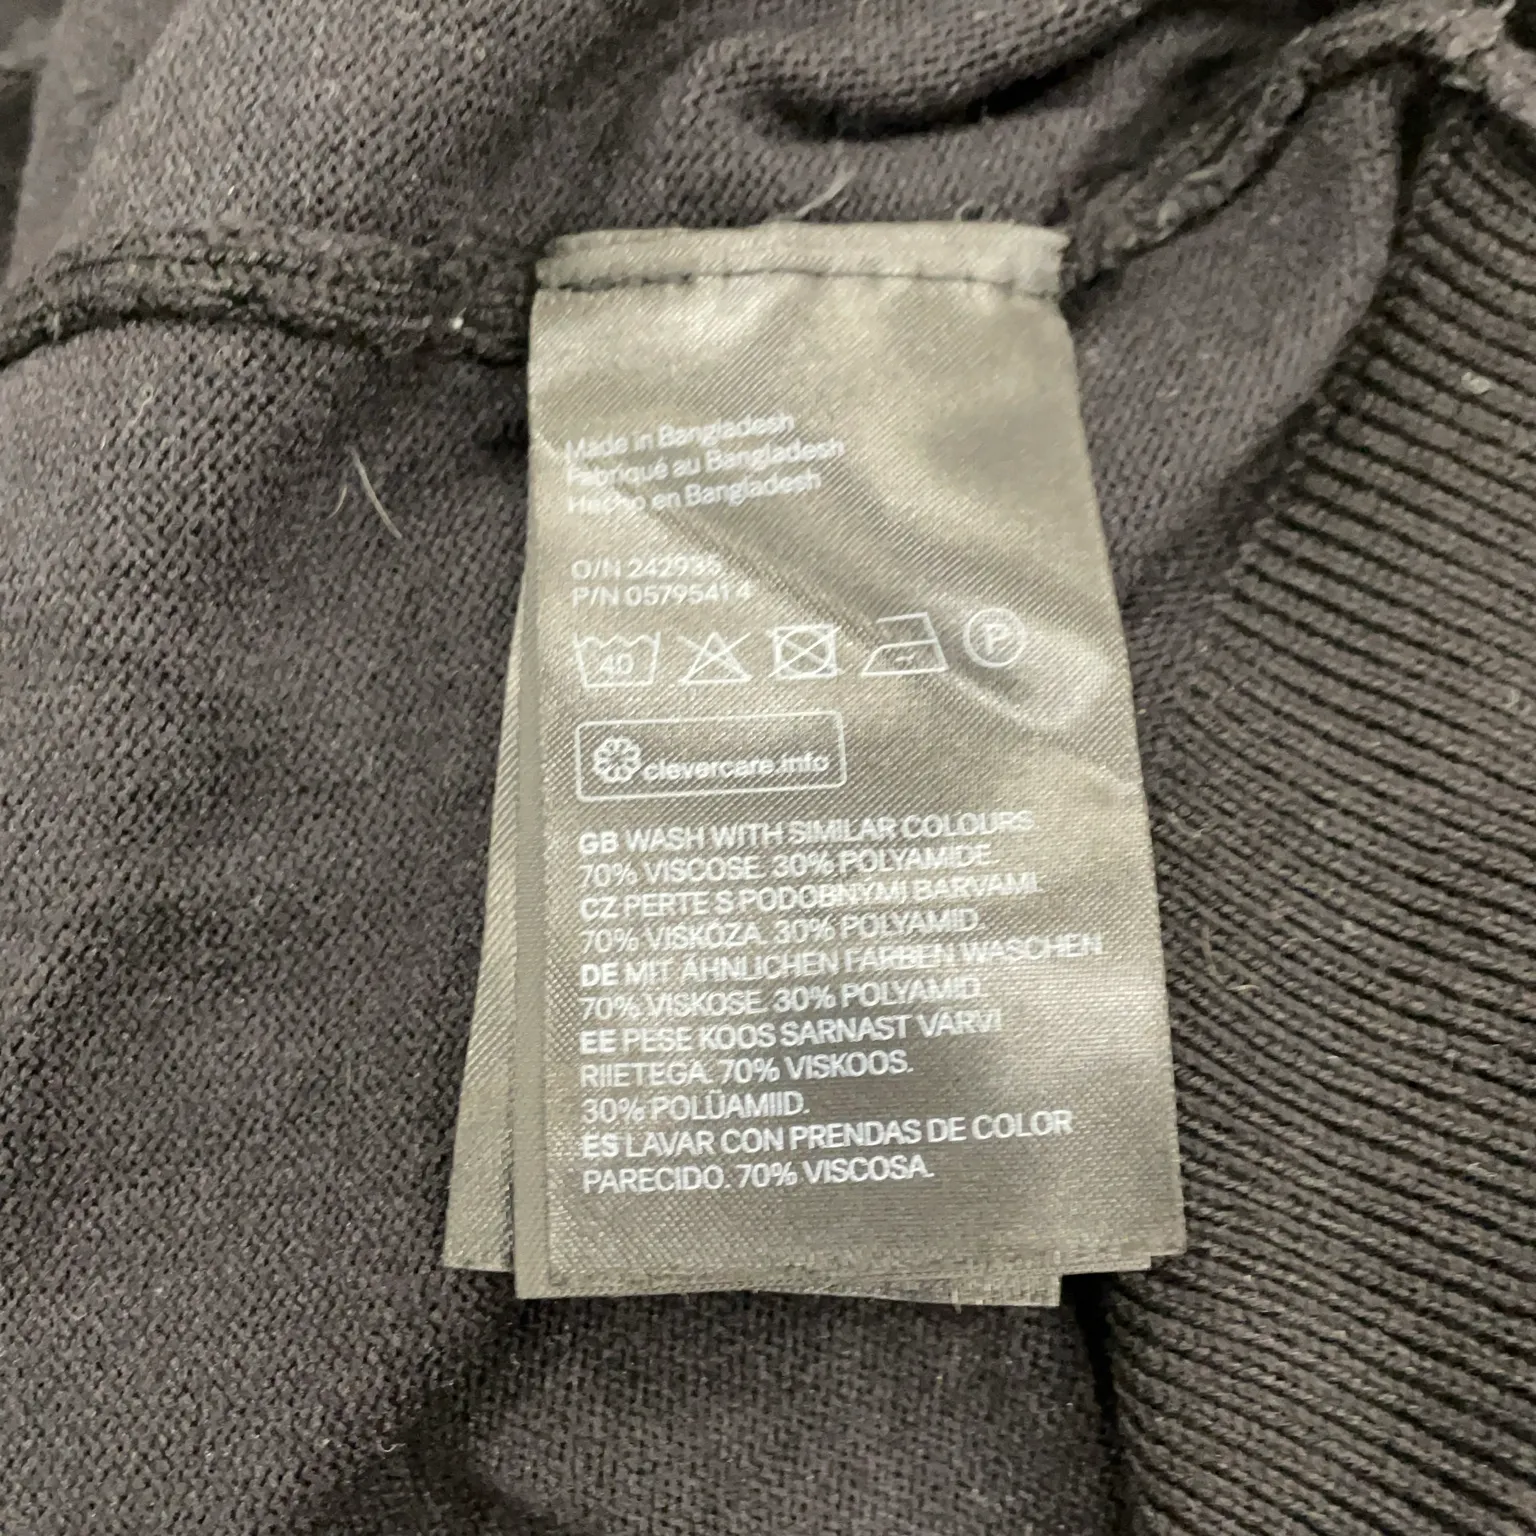 Made in Bangladesh
Fabriqué au Bangladesh
Hecho en Bangladesh
O/N
P/N
40
P
clevercare.info
GB WASH WITH SIMILAR COLOURS
70% VISCOSE. 30% POLYAMIDE.
CZ PERTE S PODOBNÝMI BARVAMI.
70% VISKÓZA. 30% POLYAMID.
DE MIT ÄHNLICHEN FARBEN WASCHEN
70% VISKOSE. 30% POLYAMID.
EE PESE KOOS SARNAST VÄRVI
RIIETEGA. 70% VISKOOS.
30% POLÜAMIID.
ES LAVAR CON PRENDAS DE COLOR
PARECIDO. 70% VISCOSA.